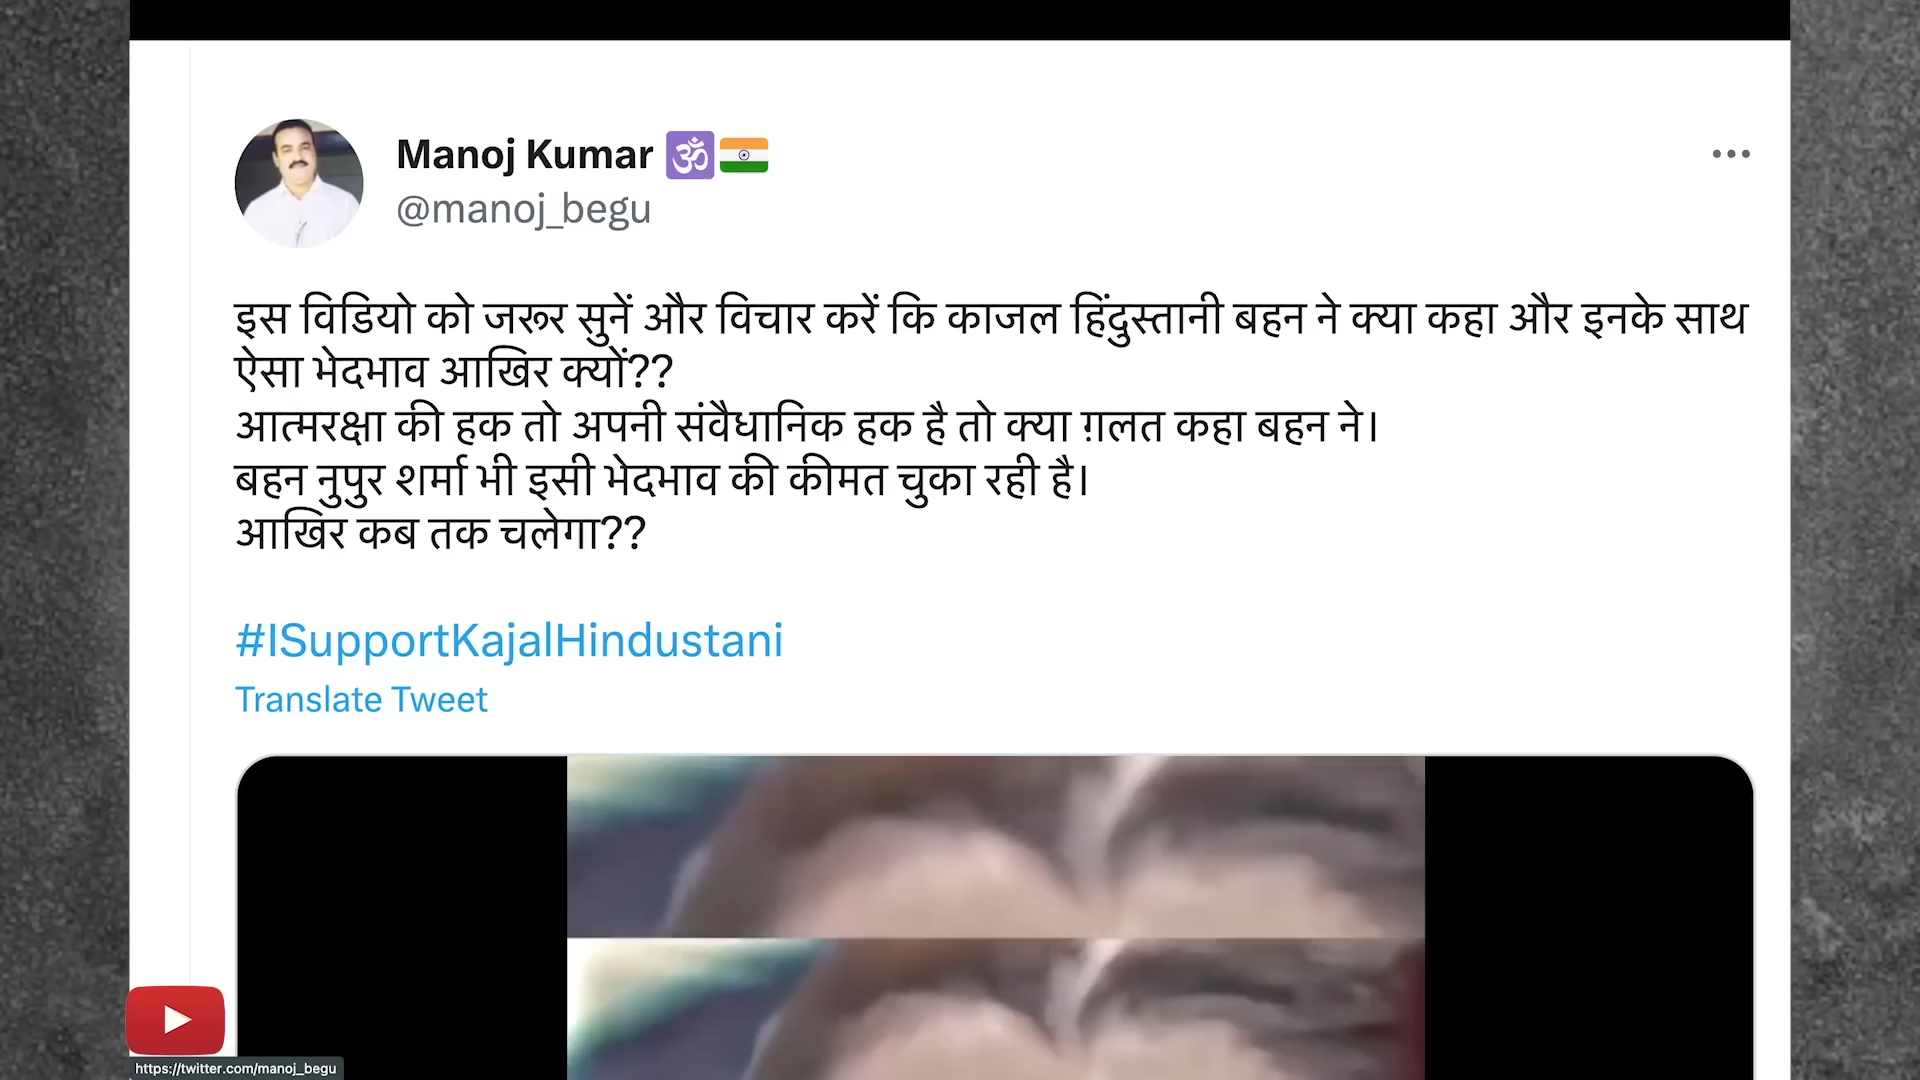 Manoj Kumar 🕉️🇮🇳
@manoj_begu
इस विडियो को जरूर सुनें और विचार करें कि काजल हिंदुस्तानी बहन ने क्या कहा और इनके साथ
ऐसा भेदभाव आखिर क्यों??
आत्मरक्षा की हक तो अपनी संवैधानिक हक है तो क्या ग़लत कहा बहन ने।
बहन नुपुर शर्मा भी इसी भेदभाव की कीमत चुका रही है।
आखिर कब तक चलेगा??
#ISupportKajalHindustani
Translate Tweet
https://twitter.com/manoj_begu